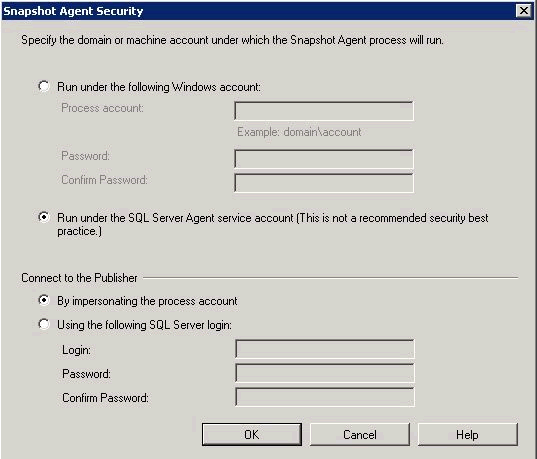 Snapshot Agent Security
Specify the domain or machine account under which the Snapshot Agent process will run.
Run under the following Windows account:
Process account:
Example: domain\account
Password:
Confirm Password:
Run under the SQL Server Agent service account (This is not a recommended security best
practice.)
Connect to the Publisher
By impersonating the process account
Using the following SQL Server login:
Login:
Password:
Confirm Password:
OK
Cancel
Help